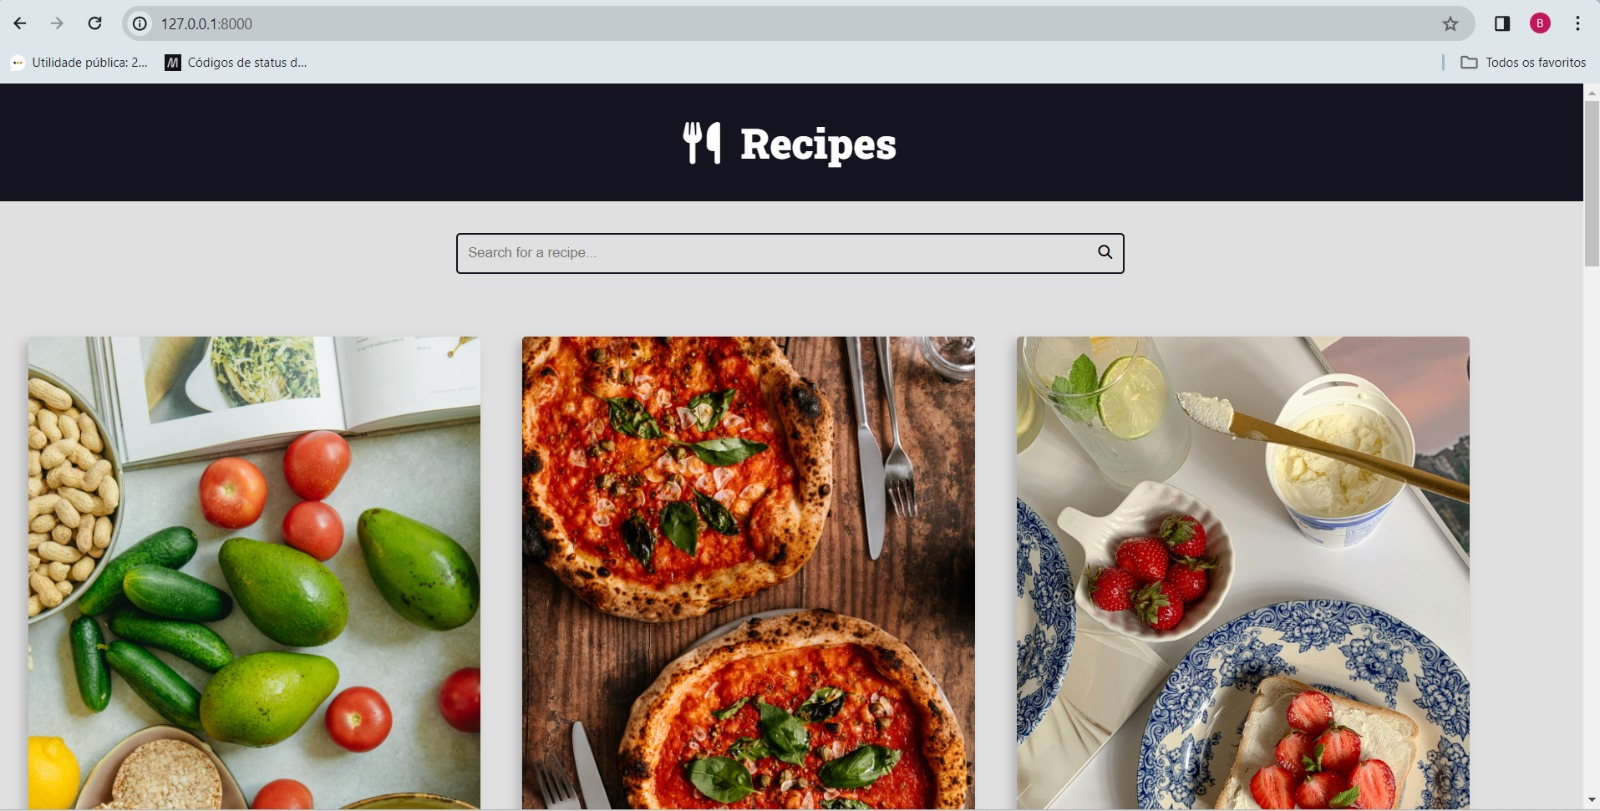 127.0.0.1:8000
B
Utilidade pública: 2...
M Códigos de status d...
Todos os favoritos
Recipes
Search for a recipe...